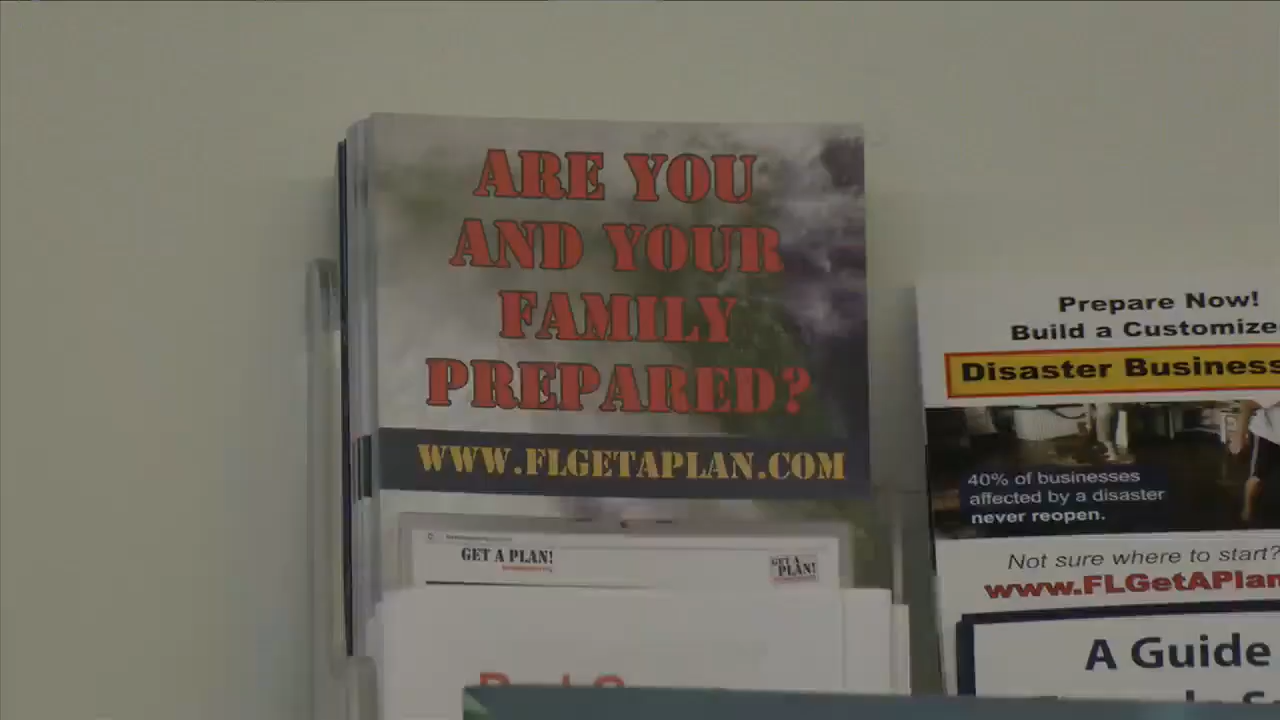 ARE YOU
AND YOUR
FAMILY
PREPARED?
WWW.FLGETAPLAN.COM
GET A PLAN!
GET A
PLAN!
Prepare Now!
Build a Customize
Disaster Business
40% of businesses
affected by a disaster
never reopen.
Not sure where to start?
www.FLGetAPlan
A Guide